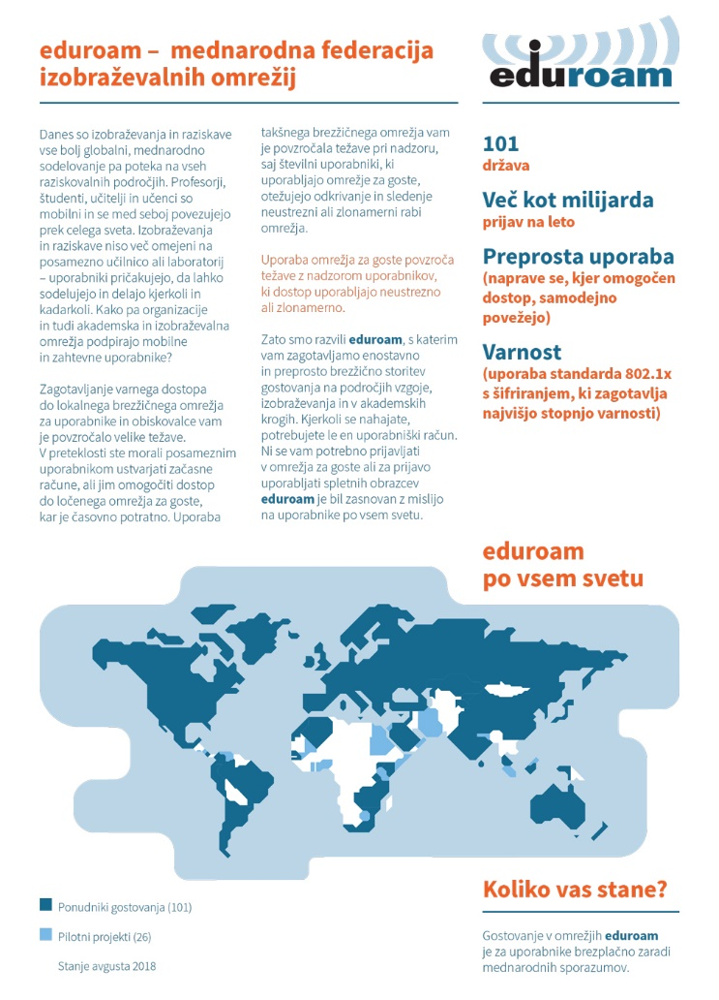 eduroam – mednarodna federacija
izobraževalnih omrežij
eduroam
Danes so izobraževanja in raziskave
vse bolj globalni, mednarodno
sodelovanje pa poteka na vseh
raziskovalnih področjih. Profesorji,
študenti, učitelji in učenci so
mobilni in se med seboj povezujejo
prek celega sveta. Izobraževanja
in raziskave niso več omejeni na
posamezno učilnico ali laboratorij
– uporabniki pričakujejo, da lahko
sodelujejo in delajo kjerkoli in
kadarkoli. Kako pa organizacije
in tudi akademska in izobraževalna
omrežja podpirajo mobilne
in zahtevne uporabnike?
Zagotavljanje varnega dostopa
do lokalnega brezžičnega omrežja
za uporabnike in obiskovalce vam
je povzročalo velike težave.
V preteklosti ste morali posameznim
uporabnikom ustvarjati začasne
račune, ali jim omogočiti dostop
do ločenega omrežja za goste,
kar je časovno potratno. Uporaba
takšnega brezžičnega omrežja vam
je povzročala težave pri nadzoru,
saj številni uporabniki, ki
uporabljajo omrežje za goste,
otežujejo odkrivanje in sledenje
neustrezni ali zlonamerni rabi
omrežja.
Uporaba omrežja za goste povzroča
težave z nadzorom uporabnikov,
ki dostop uporabljajo neustrezno
ali zlonamerno.
Zato smo razvili eduroam, s katerim
vam zagotavljamo enostavno
in preprosto brezžično storitev
gostovanja na področjih vzgoje,
izobraževanja in v akademskih
krogih. Kjerkoli se nahajate,
potrebujete le en uporabniški račun.
Ni se vam potrebno prijavljati
v omrežja za goste ali za prijavo
uporabljati spletnih obrazcev
eduroam je bil zasnovan z mislijo
na uporabnike po vsem svetu.
101
država
Več kot milijarda
prijav na leto
Preprosta uporaba
(naprave se, kjer omogočen
dostop, samodejno
povežejo)
Varnost
(uporaba standarda 802.1x
s šifriranjem, ki zagotavlja
najvišjo stopnjo varnosti)
eduroam
po vsem svetu
Ponudniki gostovanja (101)
Pilotni projekti (26)
Stanje avgusta 2018
Koliko vas stane?
Gostovanje v omrežjih eduroam
je za uporabnike brezplačno zaradi
mednarodnih sporazumov.